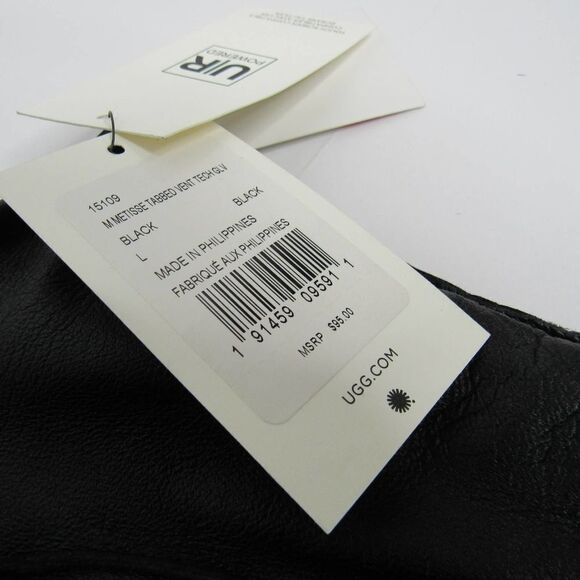 U|R
POWERED
15109
M METISSE TABBED VENT TECH GLV
BLACK BLACK
L
MADE IN PHILIPPINES
FABRIQUÉ AUX PHILIPPINES
1 91459 09591 1
MSRP $95.00
UGG.COM